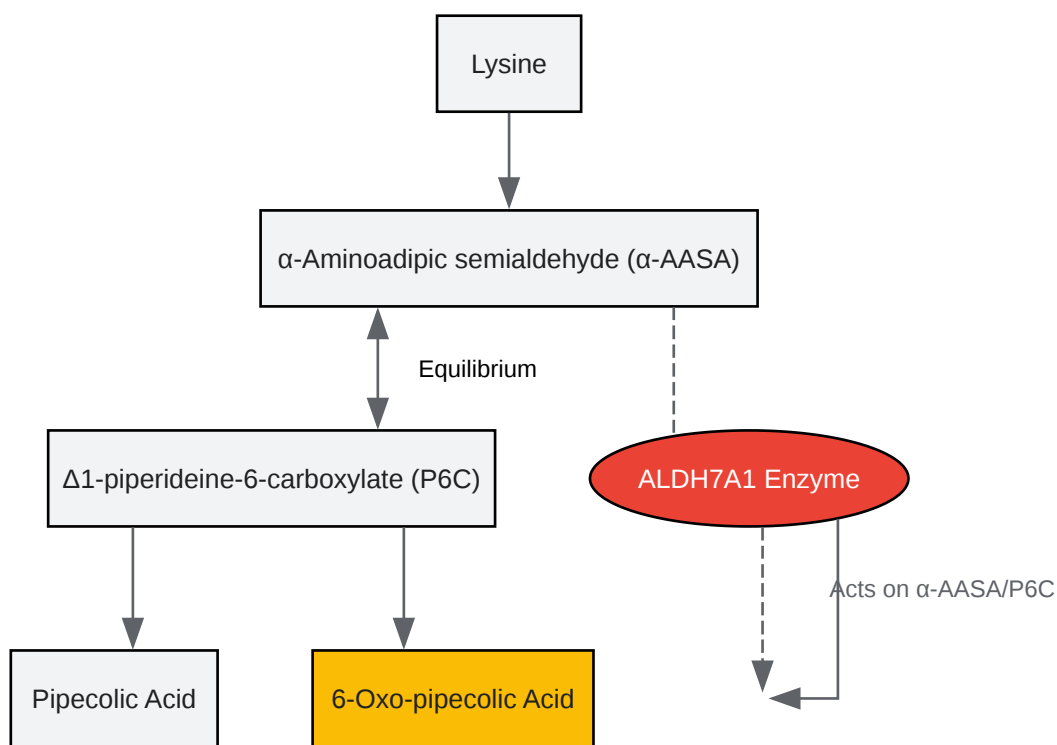 Lysine
α-Aminoadipic semialdehyde (α-AASA)
Equilibrium
Δ1-piperideine-6-carboxylate (P6C)
ALDH7A1 Enzyme
Acts on α-AASA/P6C
Pipecolic Acid
6-Oxo-pipecolic Acid